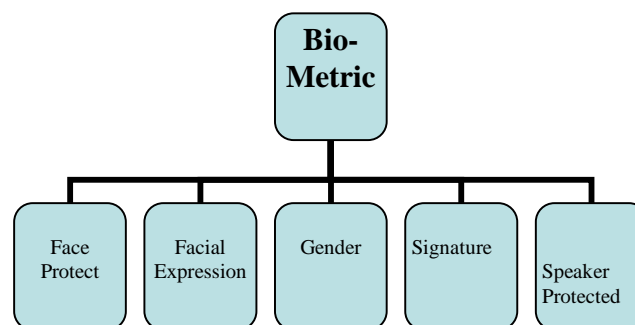 Bio-
Metric
Face
Protect
Facial
Expression
Gender
Signature
Speaker
Protected